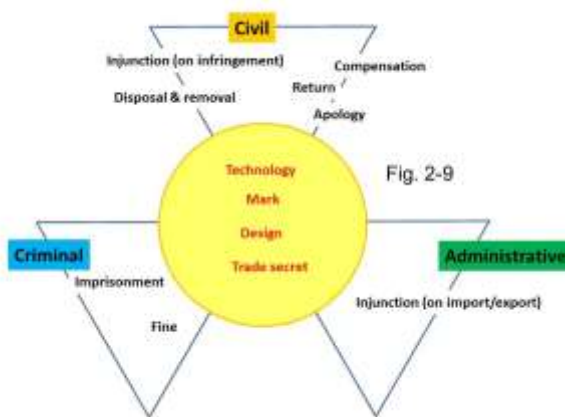 Civil
Injunction (on infringement)
Compensation
Return
Disposal & removal
Apology
Technology
Fig. 2-9
Mark
Design
Criminal
Administrative
Trade secret
Imprisonment
Injunction (on import/export)
Fine